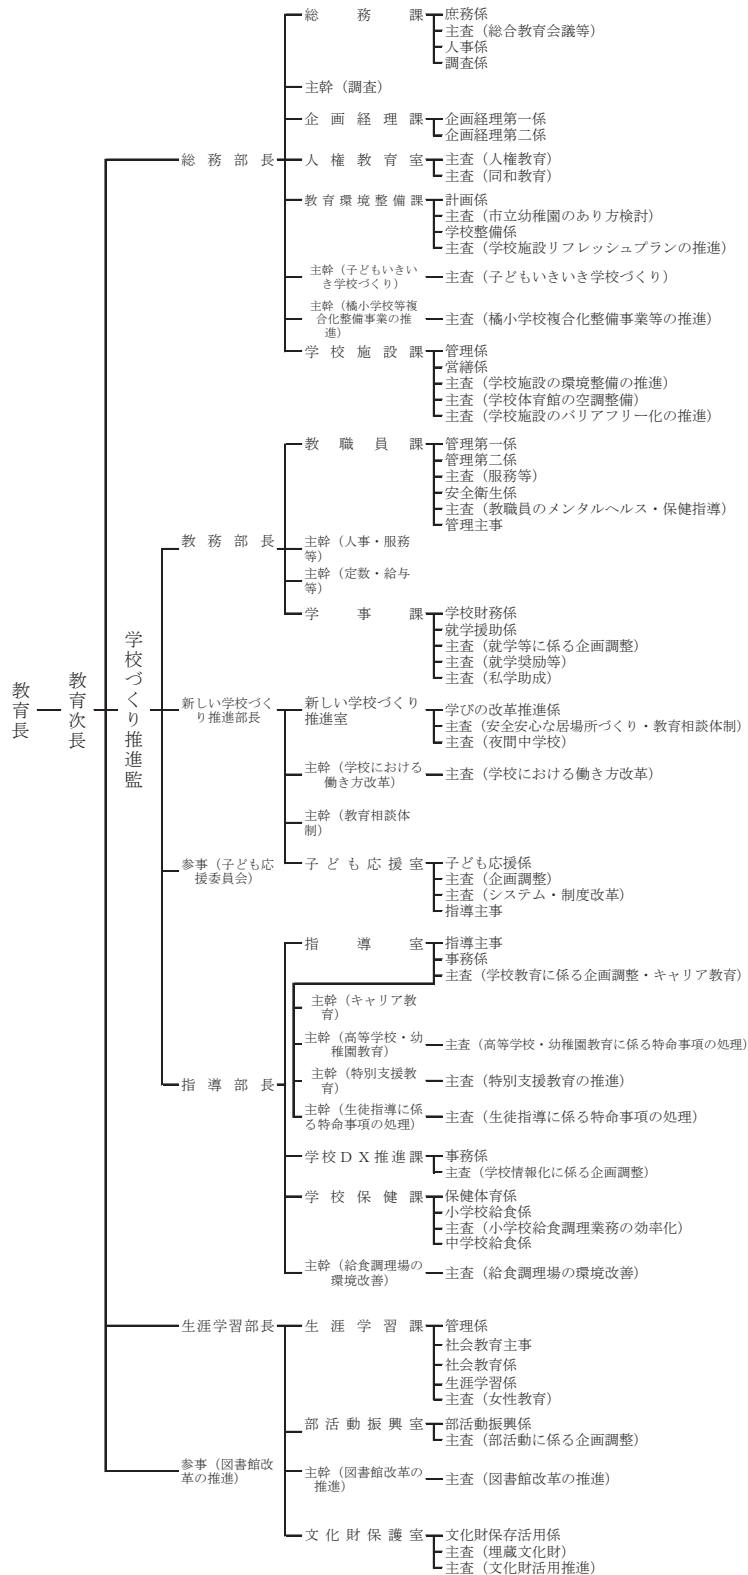 教育長
教育次長
学校づくり推進監
総務部長
総務課
庶務係
主査（総合教育会議等）
人事係
調査係
主幹（調査）
企画経理課
企画経理第一係
企画経理第二係
人権教育室
主査（人権教育）
主査（同和教育）
教育環境整備課
計画係
主査（市立幼稚園のあり方検討）
学校整備係
主査（学校施設リフレッシュプランの推進）
主幹（子どもいきい
き学校づくり）
主査（子どもいきいき学校づくり）
主幹（橘小学校等複
合化整備事業の推
進）
主査（橘小学校複合化整備事業等の推進）
学校施設課
管理係
営繕係
主査（学校施設の環境整備の推進）
主査（学校体育館の空調整備）
主査（学校施設のバリアフリー化の推進）
教務部長
教職員課
管理第一係
管理第二係
主査（服務等）
安全衛生係
主査（教職員のメンタルヘルス・保健指導）
管理主事
主幹（人事・服務
等）
主幹（定数・給与
等）
学事課
学校財務係
就学援助係
主査（就学等に係る企画調整）
主査（就学奨励等）
主査（私学助成）
新しい学校づく
り推進部長
新しい学校づくり
推進室
学びの改革推進係
主査（安全安心な居場所づくり・教育相談体制）
主査（夜間中学校）
主幹（学校における
働き方改革）
主査（学校における働き方改革）
主幹（教育相談体
制）
参事（子ども応
援委員会）
子ども応援室
子ども応援係
主査（企画調整）
主査（システム・制度改革）
指導主事
指導部長
指導室
指導主事
事務係
主査（学校教育に係る企画調整・キャリア教育）
主幹（キャリア教
育）
主幹（高等学校・幼
稚園教育）
主査（高等学校・幼稚園教育に係る特命事項の処理）
主幹（特別支援教
育）
主査（特別支援教育の推進）
主幹（生徒指導に係
る特命事項の処理）
主査（生徒指導に係る特命事項の処理）
学校ＤＸ推進課
事務係
主査（学校情報化に係る企画調整）
学校保健課
保健体育係
小学校給食係
主査（小学校給食調理業務の効率化）
中学校給食係
主幹（給食調理場の
環境改善）
主査（給食調理場の環境改善）
生涯学習部長
生涯学習課
管理係
社会教育主事
社会教育係
生涯学習係
主査（女性教育）
部活動振興室
部活動振興係
主査（部活動に係る企画調整）
参事（図書館改
革の推進）
主幹（図書館改革の
推進）
主査（図書館改革の推進）
文化財保護室
文化財保存活用係
主査（埋蔵文化財）
主査（文化財活用推進）